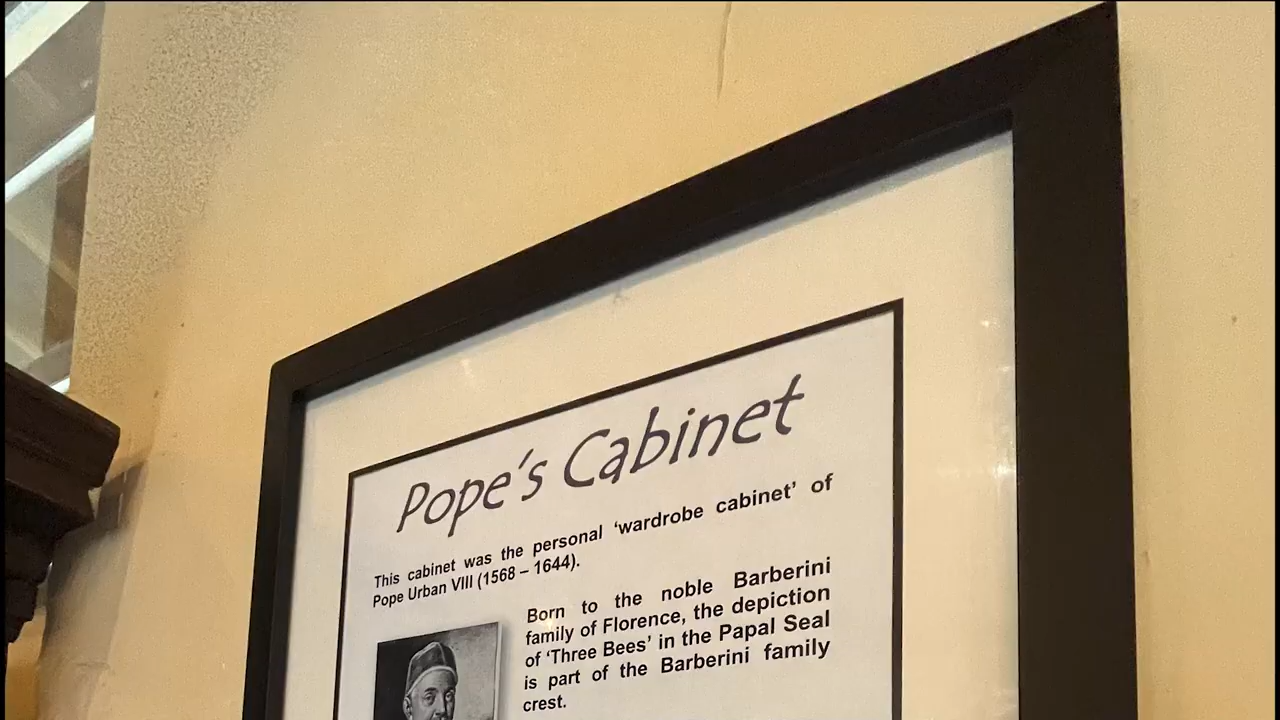 Pope's Cabinet
This cabinet was the personal ‘wardrobe cabinet’ of
Pope Urban VIII (1568 – 1644).
Born to the noble Barberini
family of Florence, the depiction
of ‘Three Bees’ in the Papal Seal
is part of the Barberini family
crest.